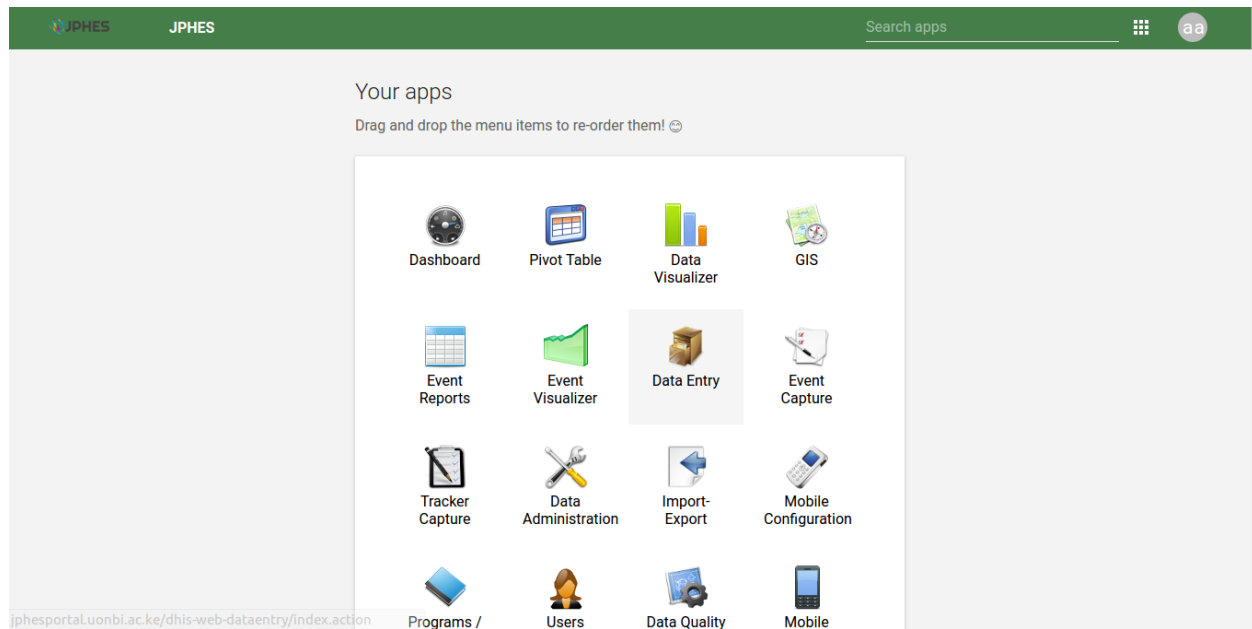 JPHES
JPHES
Search apps
aa
Your apps
Drag and drop the menu items to re-order them! 😊
Dashboard
Pivot Table
Data
Visualizer
GIS
Event
Reports
Event
Visualizer
Data Entry
Event
Capture
Tracker
Capture
Data
Administration
Import-
Export
Mobile
Configuration
Programs /
Users
Data Quality
Mobile
jphesportal.uonbi.ac.ke/dhis-web-dataentry/index.action